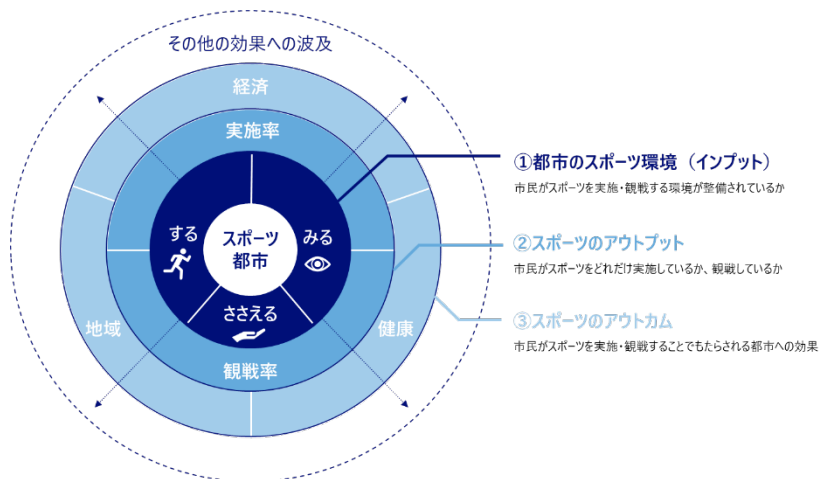 その他の効果への波及
経済
実施率
する
スポーツ
都市
みる
ささえる
地域
健康
観戦率
①都市のスポーツ環境（インプット）
市民がスポーツを実施・観戦する環境が整備されているか
②スポーツのアウトプット
市民がスポーツをどれだけ実施しているか、観戦しているか
③スポーツのアウトカム
市民がスポーツを実施・観戦することでもたらされる都市への効果